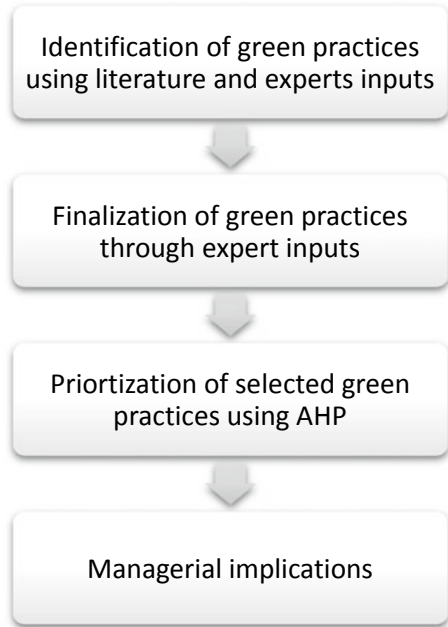 Identification of green practices
using literature and experts inputs
Finalization of green practices
through expert inputs
Priortization of selected green
practices using AHP
Managerial implications